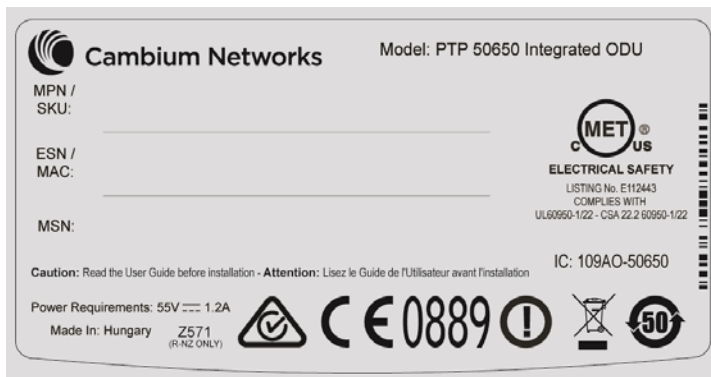 Cambium Networks
Model: PTP 50650 Integrated ODU
MPN /
SKU:
ESN /
MAC:
MSN:
C MET ® US
ELECTRICAL SAFETY
LISTING No. E112443
COMPLIES WITH
UL60950-1/22 - CSA 22.2 60950-1/22
IC: 109AO-50650
Caution: Read the User Guide before installation - Attention: Lisez le Guide de l'Utilisateur avant l'installation
Power Requirements: 55V 1.2A
Made In: Hungary
Z571
(R-NZ ONLY)
CE0889
50